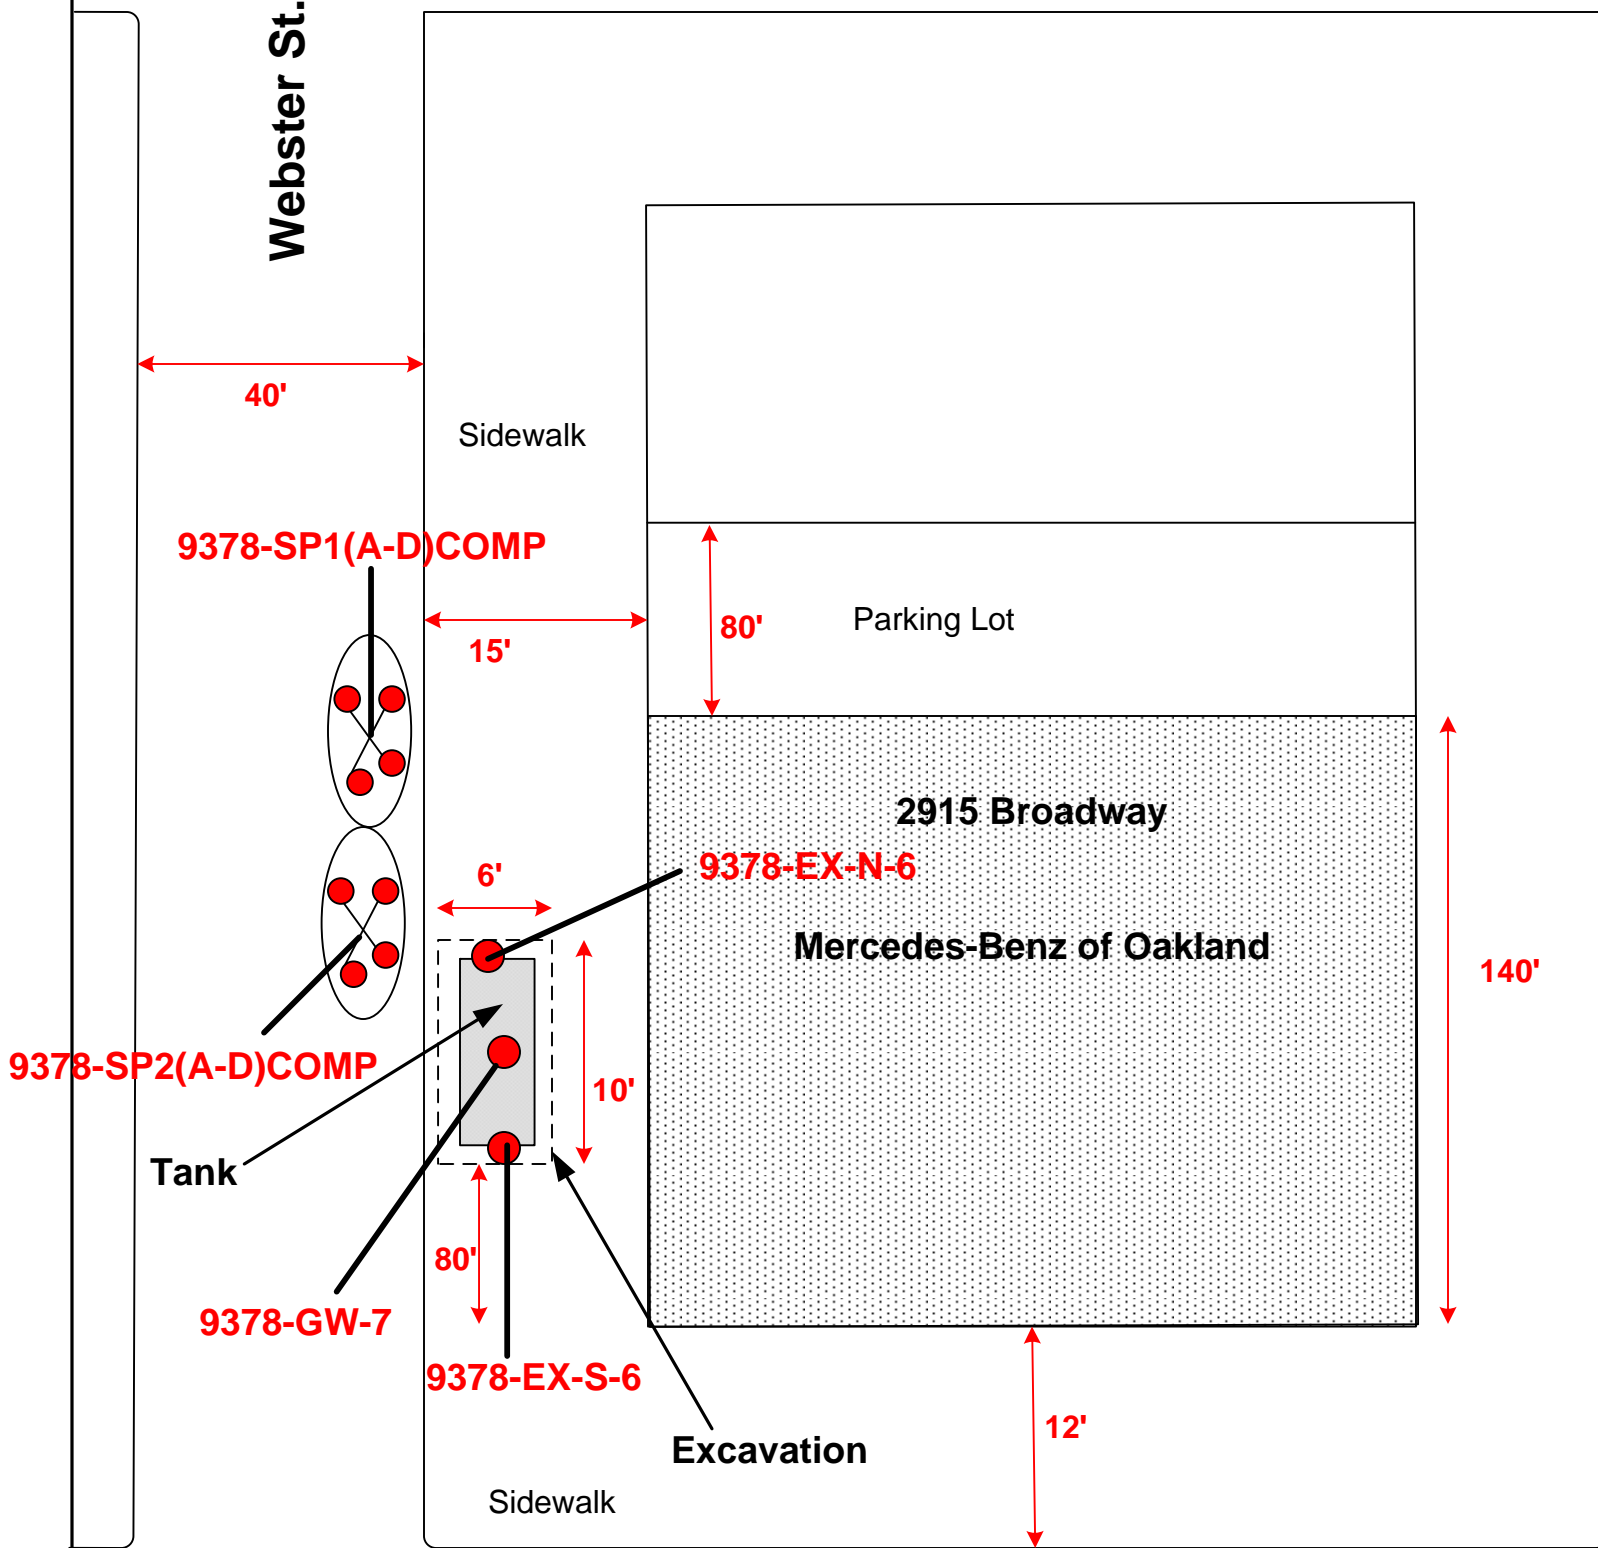 Webster St.
40'
Sidewalk
9378-SP1(A-D)COMP
15'
80'
Parking Lot
2915 Broadway
9378-EX-N-6
6'
Mercedes-Benz of Oakland
140'
9378-SP2(A-D)COMP
10'
Tank
80'
9378-GW-7
9378-EX-S-6
12'
Excavation
Sidewalk